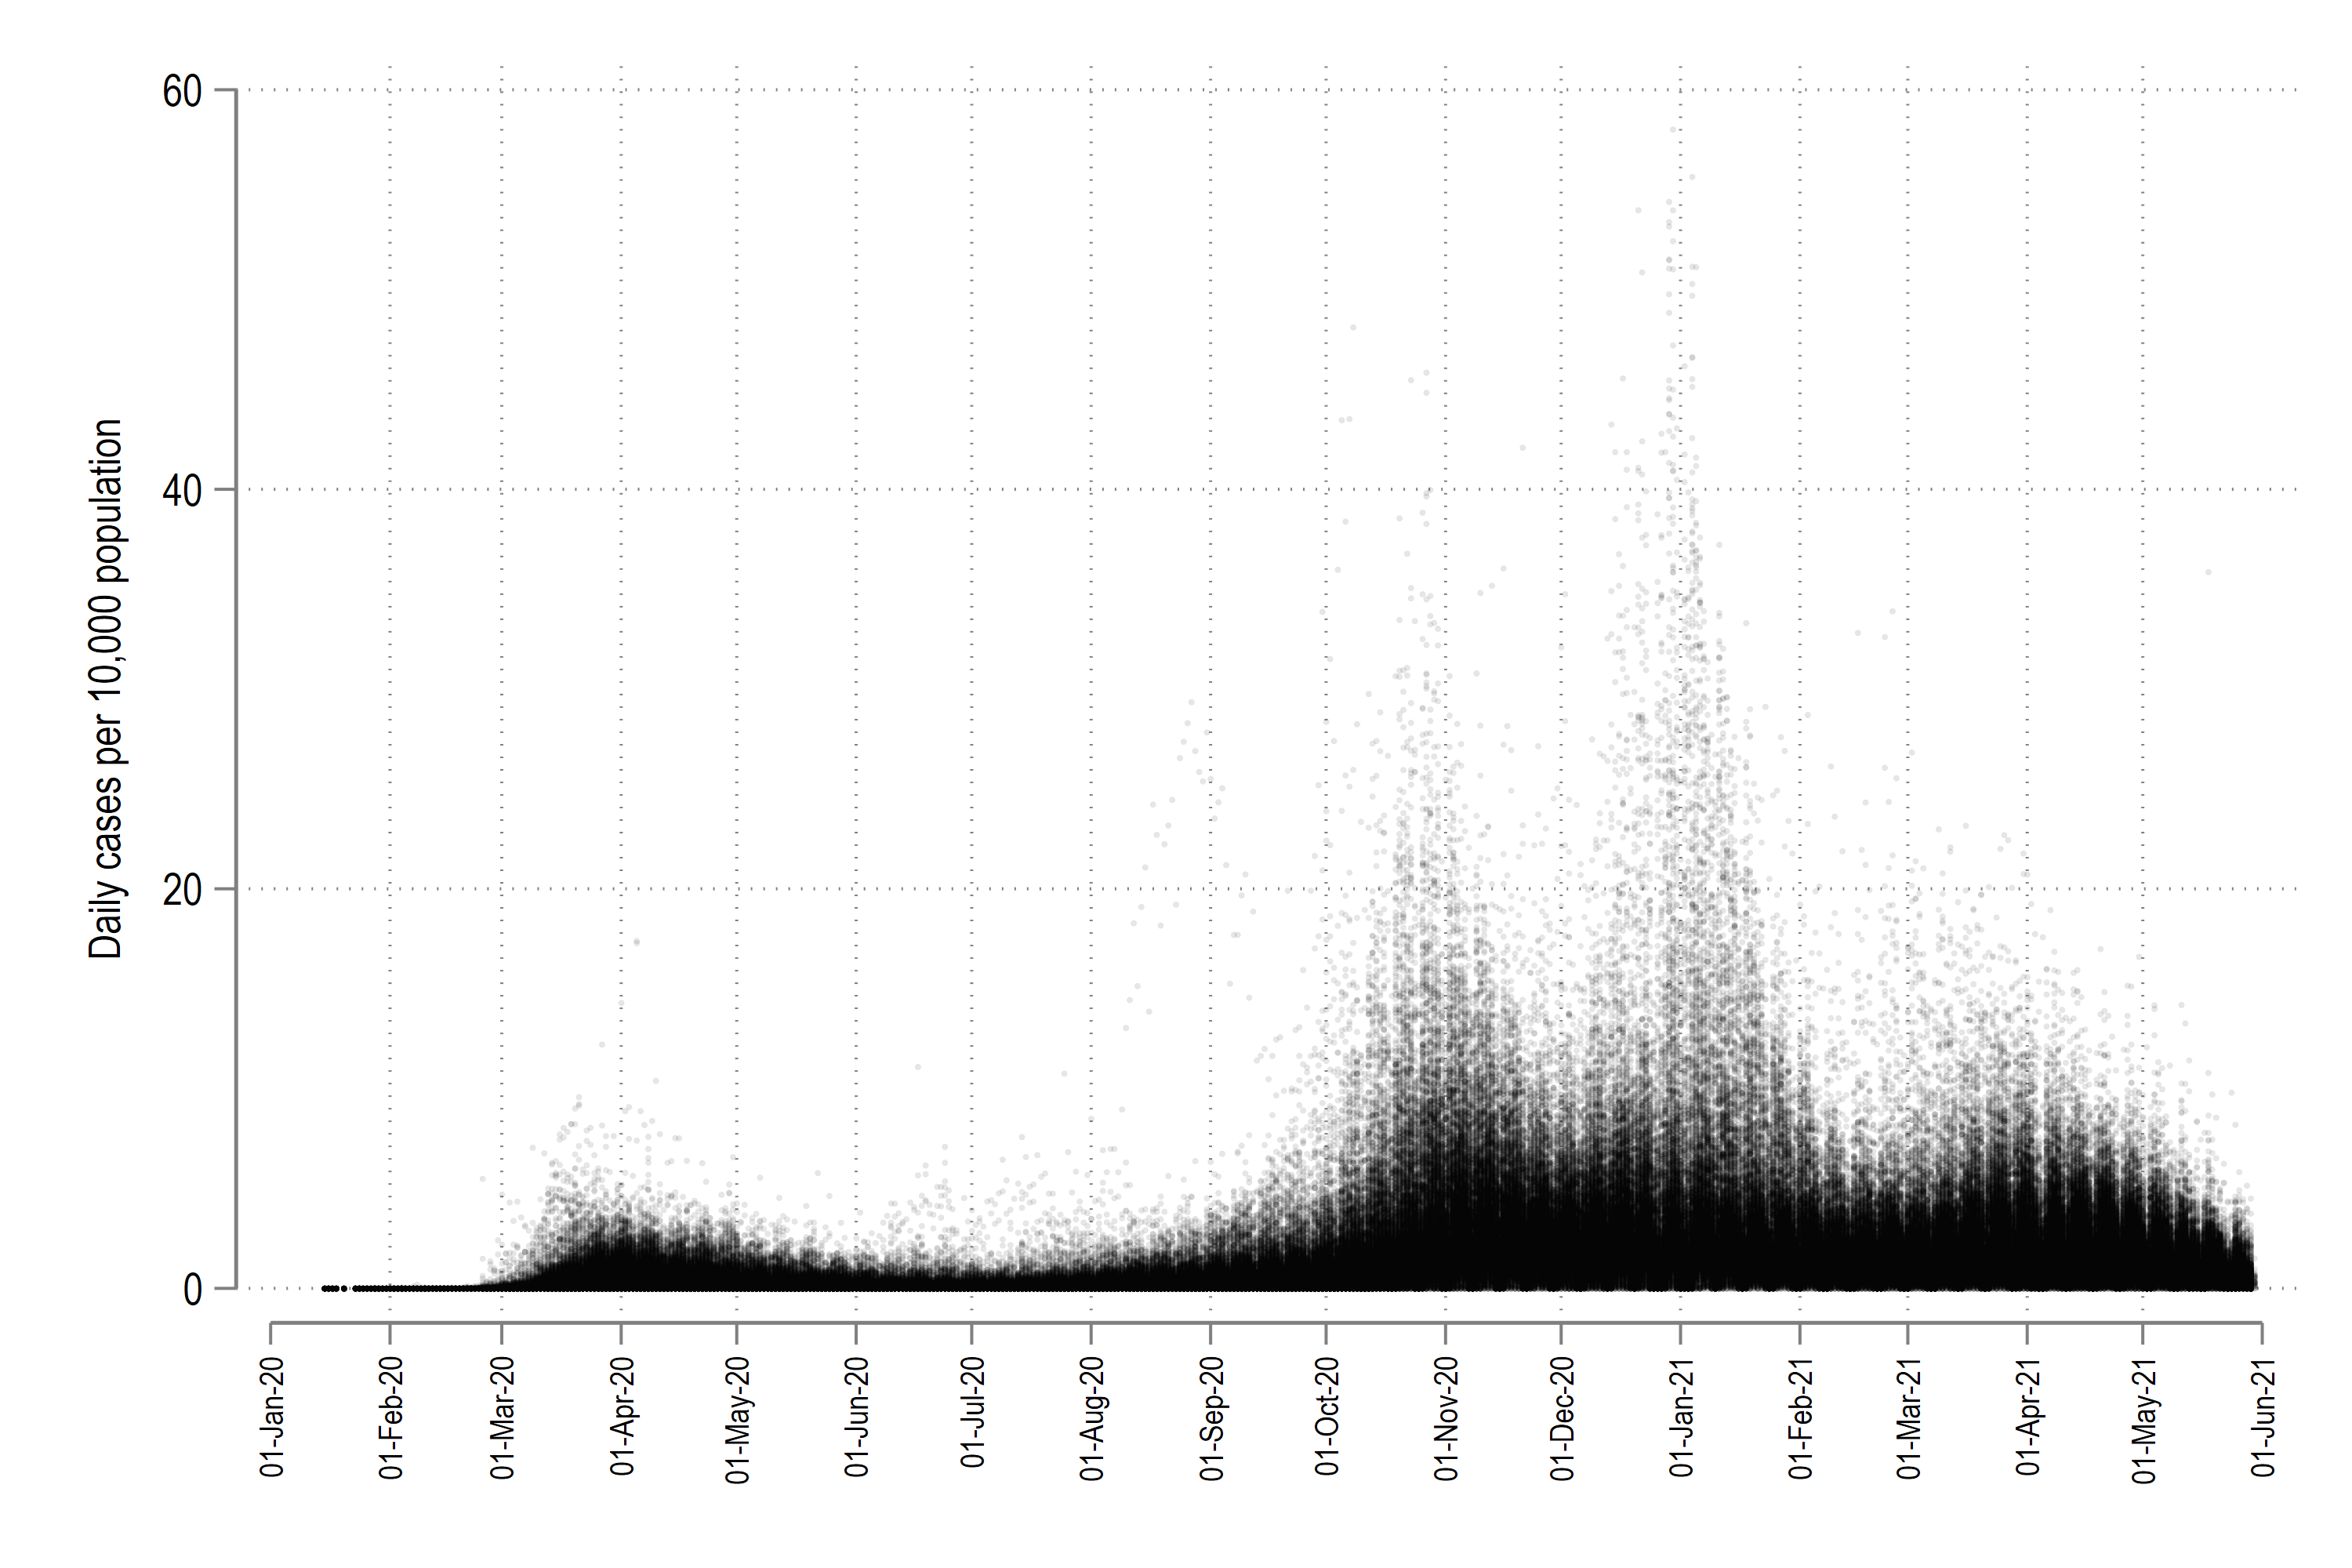 Daily cases per 10,000 population
60
40
20
0
01-Jan-20
01-Feb-20
01-Mar-20
01-Apr-20
01-May-20
01-Jun-20
01-Jul-20
01-Aug-20
01-Sep-20
01-Oct-20
01-Nov-20
01-Dec-20
01-Jan-21
01-Feb-21
01-Mar-21
01-Apr-21
01-May-21
01-Jun-21